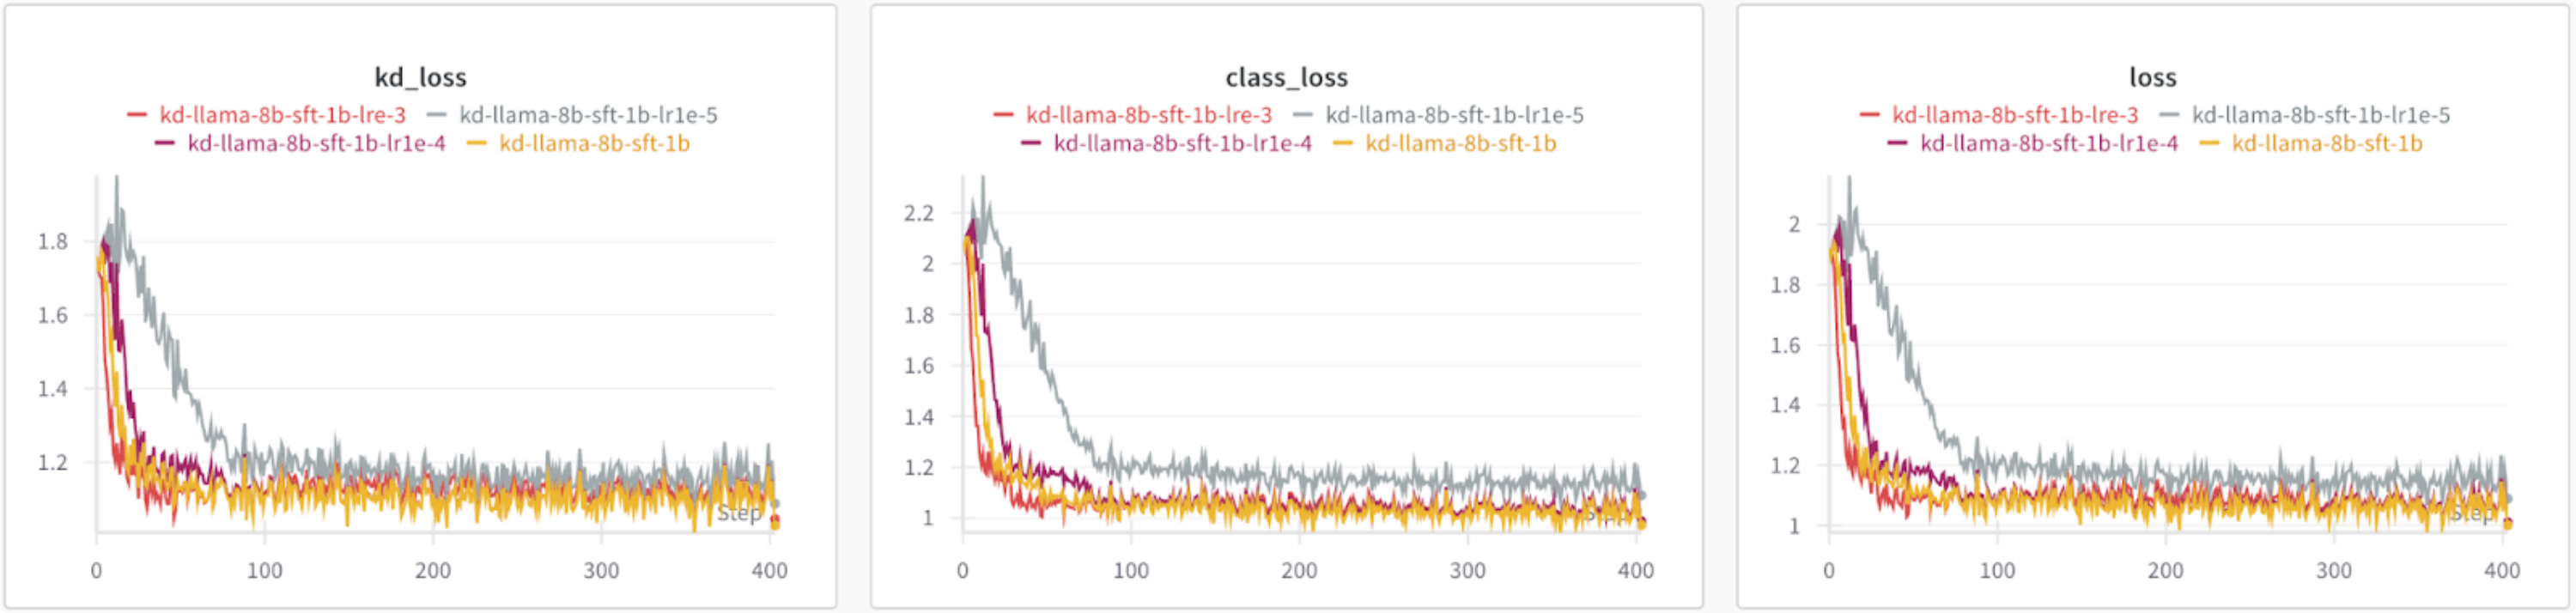 kd_loss
kd-llama-8b-sft-1b-lre-3 kd-llama-8b-sft-1b-lr1e-5
kd-llama-8b-sft-1b-lr1e-4 kd-llama-8b-sft-1b
1.8
1.6
1.4
1.2
Step
0 100 200 300 400
class_loss
kd-llama-8b-sft-1b-lre-3 kd-llama-8b-sft-1b-lr1e-5
kd-llama-8b-sft-1b-lr1e-4 kd-llama-8b-sft-1b
2.2
2
1.8
1.6
1.4
1.2
1
Step
0 100 200 300 400
loss
kd-llama-8b-sft-1b-lre-3 kd-llama-8b-sft-1b-lr1e-5
kd-llama-8b-sft-1b-lr1e-4 kd-llama-8b-sft-1b
2
1.8
1.6
1.4
1.2
1
Step
0 100 200 300 400